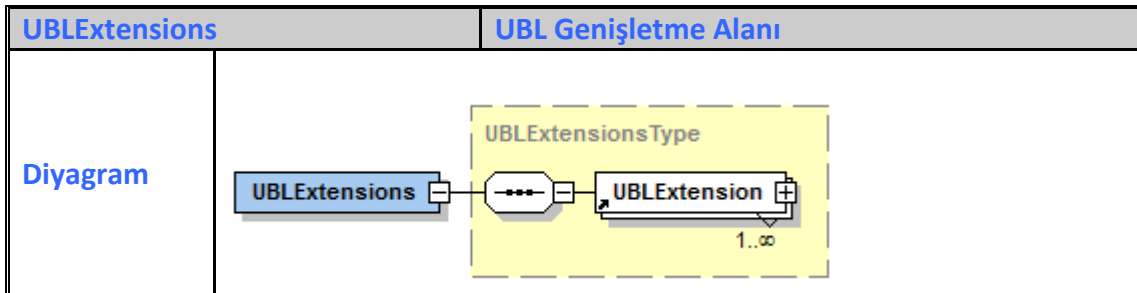 UBLExtensions UBL Genişletme Alanı
UBLExtensionsType
Diyagram
UBLExtensions UBLExtension
1..∞